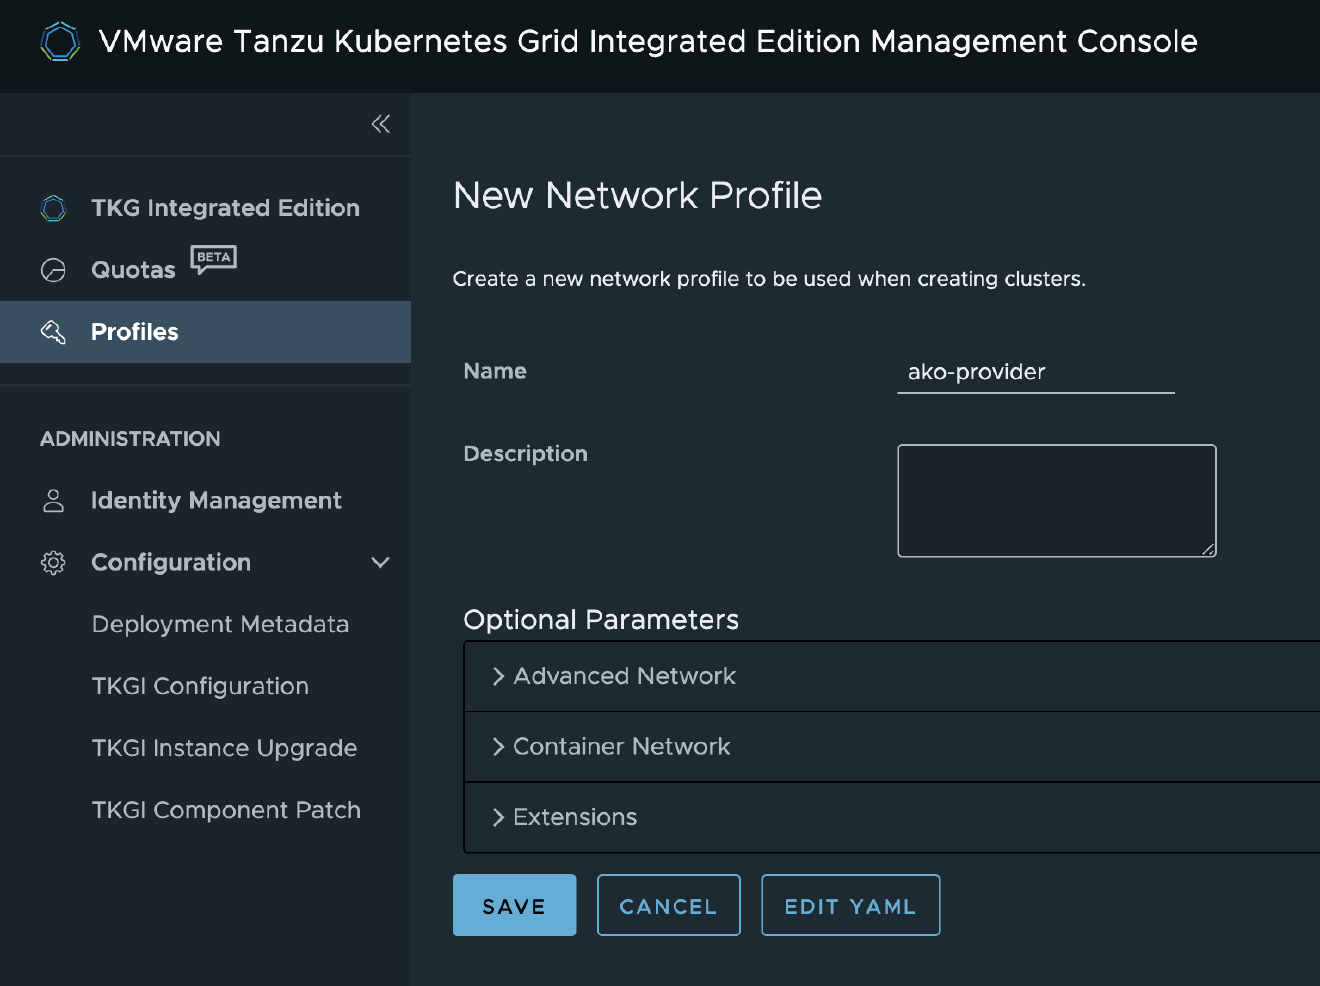 VMware Tanzu Kubernetes Grid Integrated Edition Management Console
TKG Integrated Edition
Quotas BETA
Profiles
ADMINISTRATION
Identity Management
Configuration
Deployment Metadata
TKGI Configuration
TKGI Instance Upgrade
TKGI Component Patch
New Network Profile
Create a new network profile to be used when creating clusters.
Name ako-provider
Description
Optional Parameters
Advanced Network
Container Network
Extensions
SAVE CANCEL EDIT YAML